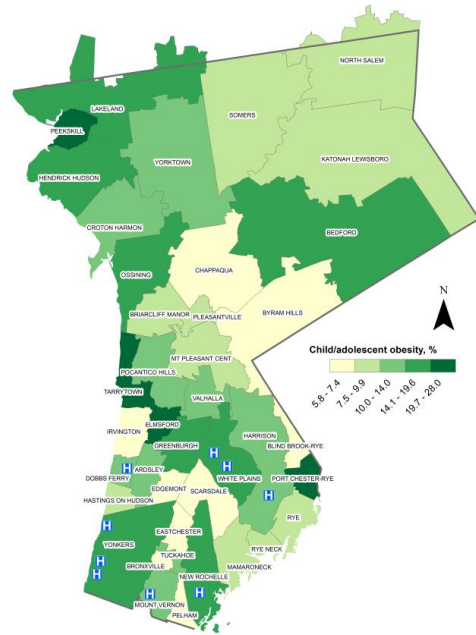 NORTH SALEM
LAKELAND
SOMERS
PEEKSKILL
KATONAH LEWISBORO
YORKTOWN
HENDRICK HUDSON
CROTON HARMON
BEDFORD
OSSINING
CHAPPAQUA
N
BYRAM HILLS
BRIARCLIFF MANOR
PLEASANTVILLE
Child/adolescent obesity, %
5.8 - 7.4
7.5 - 9.9
10.0 - 14.0
14.1 - 19.6
19.7 - 28.0
MT PLEASANT CENT
POCANTICO HILLS
TARRYTOWN
VALHALLA
ELMSFORD
IRVINGTON
HARRISON
GREENBURGH
BLIND BROOK-RYE
H
H
H
ARDSLEY
WHITE PLAINS
PORT CHESTER-RYE
DOBBS FERRY
EDGEMONT
SCARSDALE
H
HASTINGS ON HUDSON
RYE
H
EASTCHESTER
YONKERS
RYE NECK
TUCKAHOE
H
BRONXVILLE
MAMARONECK
H
NEW ROCHELLE
H
H
MOUNT VERNON
PELHAM